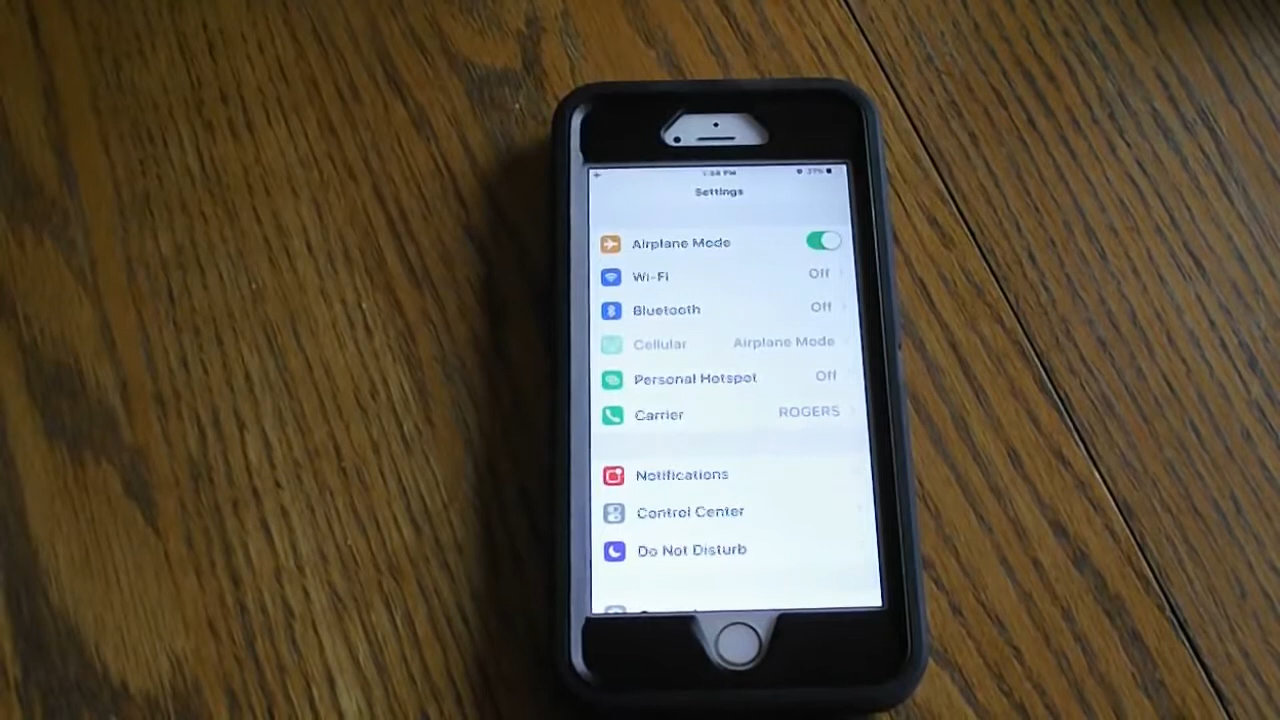 Settings
Airplane Mode
Wi-Fi Off
Bluetooth Off
Cellular Airplane Mode
Personal Hotspot Off
Carrier ROGERS
Notifications
Control Center
Do Not Disturb